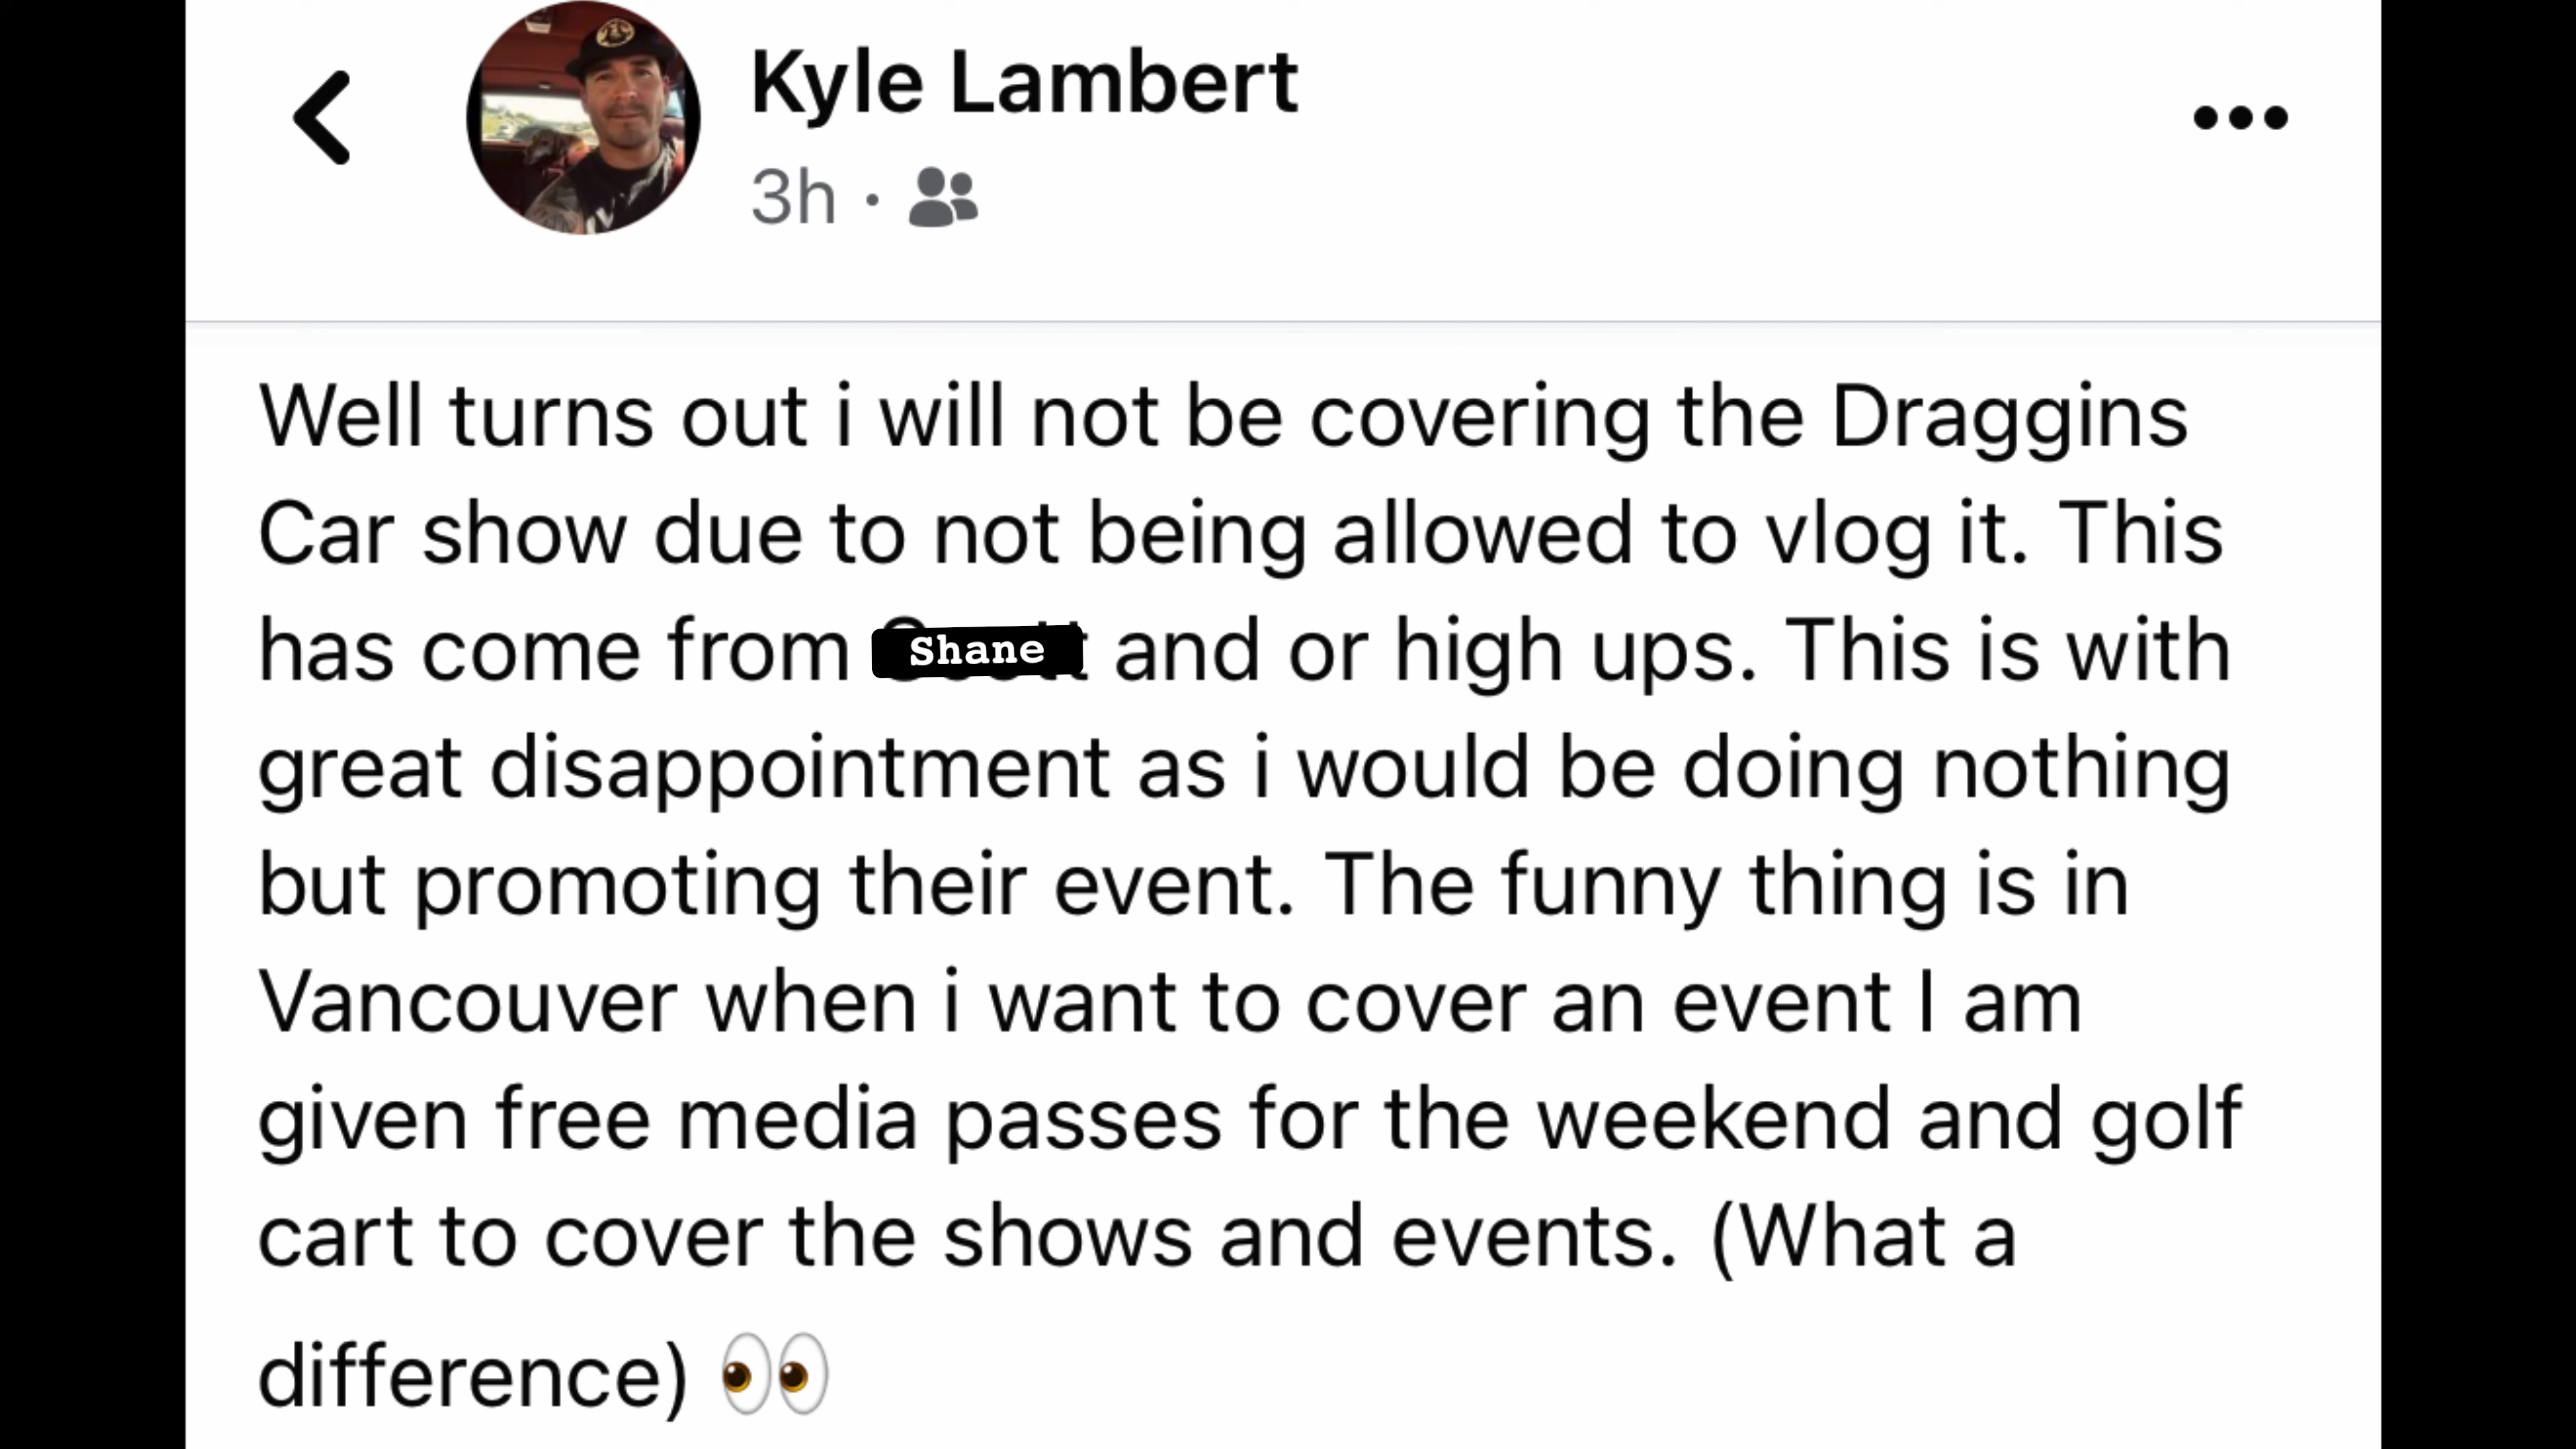 Kyle Lambert
3h ·
Well turns out i will not be covering the Draggins
Car show due to not being allowed to vlog it. This
has come from Shane and or high ups. This is with
great disappointment as i would be doing nothing
but promoting their event. The funny thing is in
Vancouver when i want to cover an event I am
given free media passes for the weekend and golf
cart to cover the shows and events. (What a
difference) 👀